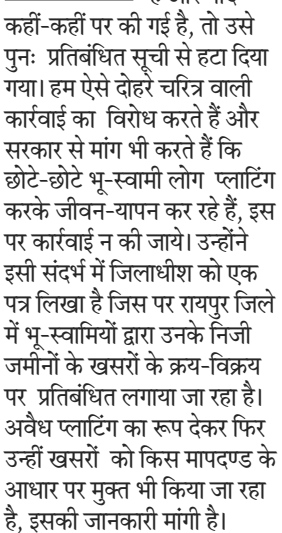 कहीं-कहीं पर की गई है, तो उसे
पुनः प्रतिबंधित सूची से हटा दिया
गया। हम ऐसे दोहरे चरित्र वाली
कार्रवाई का विरोध करते हैं और
सरकार से मांग भी करते हैं कि
छोटे-छोटे भू-स्वामी लोग प्लाटिंग
करके जीवन-यापन कर रहे हैं, इस
पर कार्रवाई न की जाये। उन्होंने
इसी संदर्भ में जिलाधीश को एक
पत्र लिखा है जिस पर रायपुर जिले
में भू-स्वामियों द्वारा उनके निजी
जमीनों के खसरों के क्रय-विक्रय
पर प्रतिबंधित लगाया जा रहा है।
अवैध प्लाटिंग का रूप देकर फिर
उन्हीं खसरों को किस मापदण्ड के
आधार पर मुक्त भी किया जा रहा
है, इसकी जानकारी मांगी है।